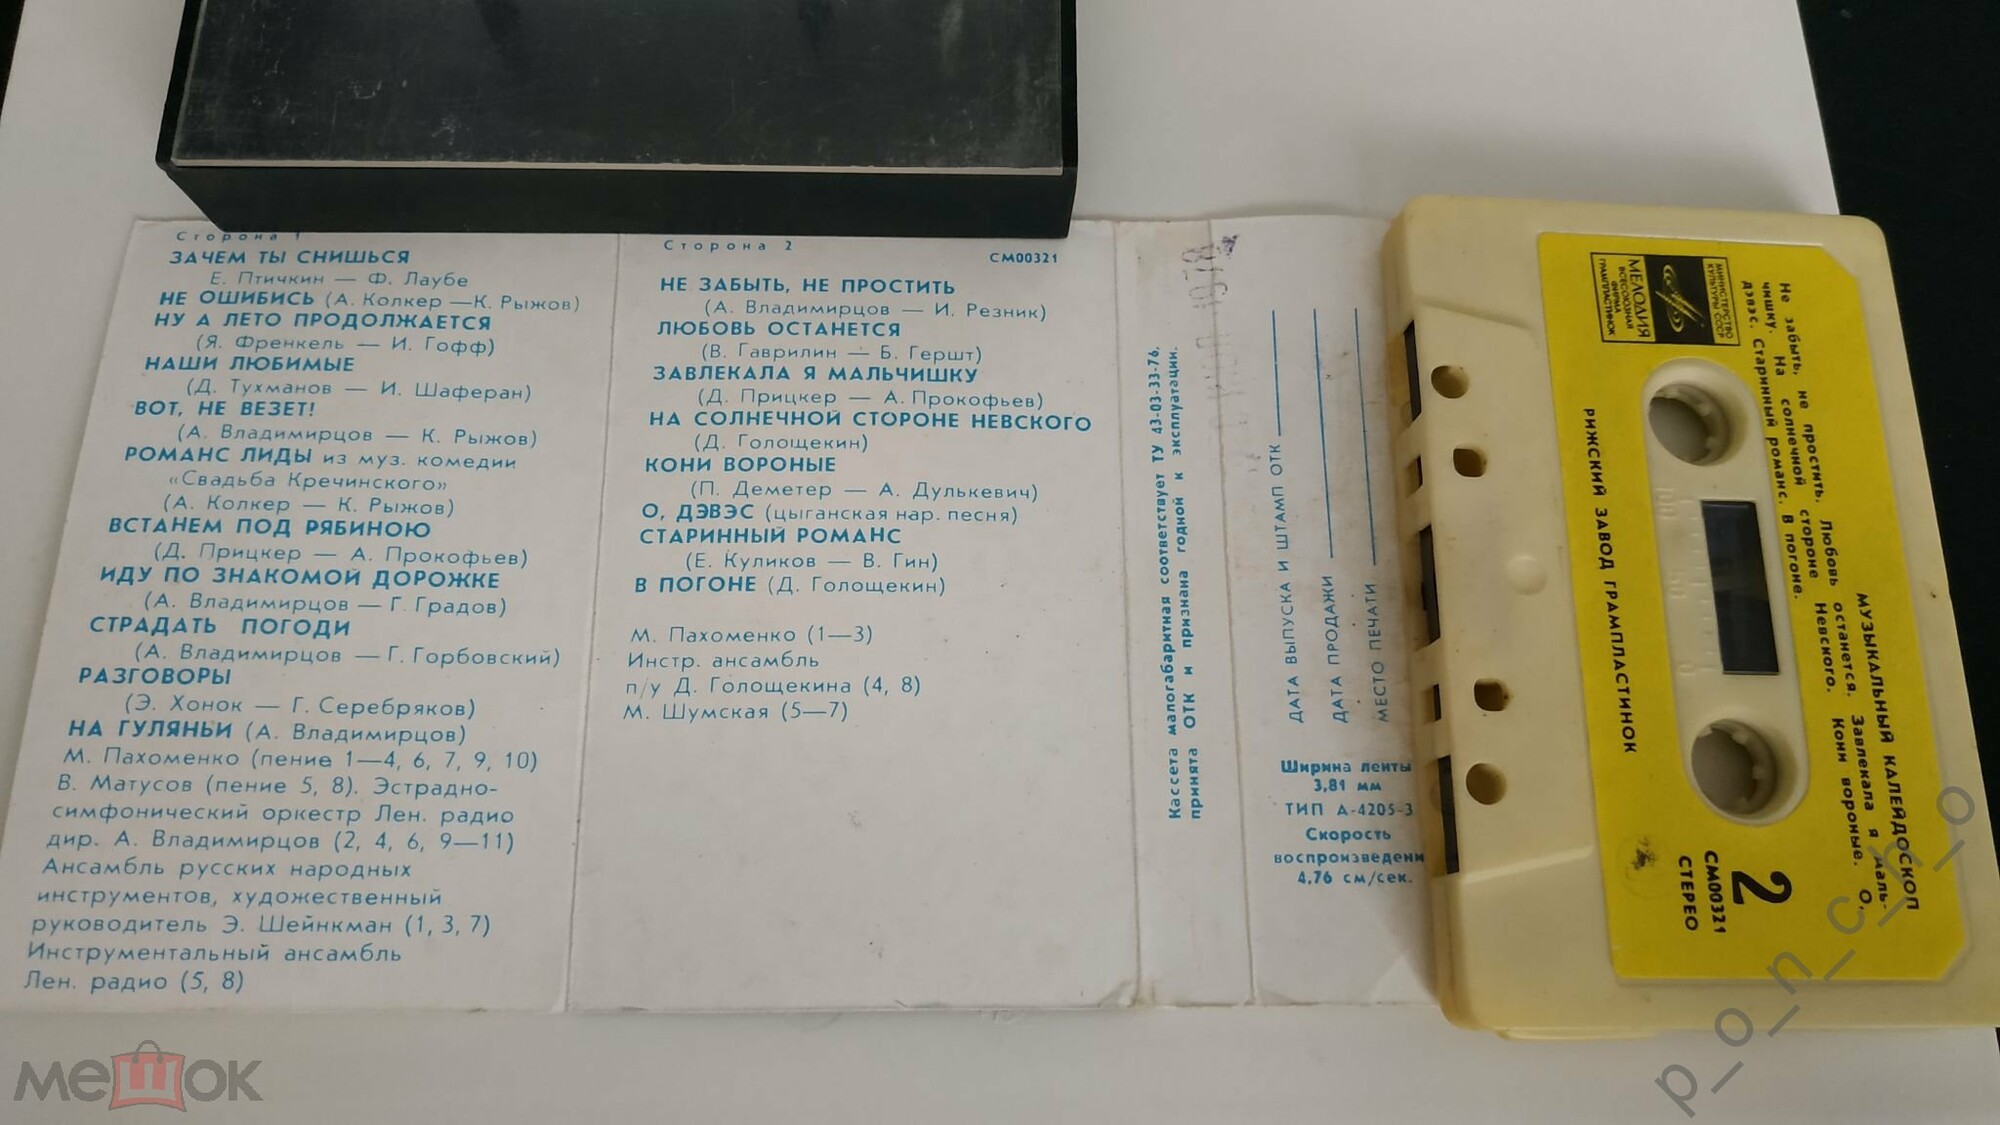 Сторона 1
ЗАЧЕМ ТЫ СНИШЬСЯ
Е. Птичкин — Ф. Лаубе
НЕ ОШИБИСЬ (А. Колкер — К. Рыжов)
НУ А ЛЕТО ПРОДОЛЖАЕТСЯ
(Я. Френкель — И. Гофф)
НАШИ ЛЮБИМЫЕ
(Д. Тухманов — И. Шаферан)
ВОТ, НЕ ВЕЗЕТ!
(А. Владимирцов — К. Рыжов)
РОМАНС ЛИДЫ из муз. комедии
«Свадьба Кречинского»
(А. Колкер — К. Рыжов)
ВСТАНЕМ ПОД РЯБИНОЮ
(Д. Прицкер — А. Прокофьев)
ИДУ ПО ЗНАКОМОЙ ДОРОЖКЕ
(А. Владимирцов — Г. Градов)
СТРАДАТЬ ПОГОДИ
(А. Владимирцов — Г. Горбовский)
РАЗГОВОРЫ
(Э. Хонок — Г. Серебряков)
НА ГУЛЯНЬИ (А. Владимирцов)
М. Пахоменко (пение 1—4, 6, 7, 9, 10)
В. Матусов (пение 5, 8). Эстрадно-
симфонический оркестр Лен. радио
дир. А. Владимирцов (2, 4, 6, 9—11)
Ансамбль русских народных
инструментов, художественный
руководитель Э. Шейнкман (1, 3, 7)
Инструментальный ансамбль
Лен. радио (5, 8)
Сторона 2
СМ00321
НЕ ЗАБЫТЬ, НЕ ПРОСТИТЬ
(А. Владимирцов — И. Резник)
ЛЮБОВЬ ОСТАНЕТСЯ
(В. Гаврилин — Б. Гершт)
ЗАВЛЕКАЛА Я МАЛЬЧИШКУ
(Д. Прицкер — А. Прокофьев)
НА СОЛНЕЧНОЙ СТОРОНЕ НЕВСКОГО
(Д. Голощекин)
КОНИ ВОРОНЫЕ
(П. Деметер — А. Дулькевич)
О, ДЭВЭС (цыганская нар. песня)
СТАРИННЫЙ РОМАНС
(Е. Куликов — В. Гин)
В ПОГОНЕ (Д. Голощекин)
М. Пахоменко (1—3)
Инстр. ансамбль
п/у Д. Голощекина (4, 8)
М. Шумская (5—7)
Кассета малогабаритная соответствует ТУ 43-03-33-76,
принята ОТК и признана годной к эксплуатации.
ДАТА ВЫПУСКА И ШТАМП ОТК
ДАТА ПРОДАЖИ
МЕСТО ПЕЧАТИ
Ширина ленты
3,81 мм
ТИП А-4205-3
Скорость
воспроизведени
4,76 см/сек.
МИНИСТЕРСТВО
КУЛЬТУРЫ СССР
МЕЛОДИЯ
ВСЕСОЮЗНАЯ
ФИРМА
ГРАМПЛАСТИНОК
МУЗЫКАЛЬНЫЙ КАЛЕЙДОСКОП
Не забыть, не простить. Любовь останется. Завлекала я маль-
чишку. На солнечной стороне Невского. Кони вороные. О,
дэвэс. Старинный романс. В погоне.
2
СМ00321
СТЕРЕО
РИЖСКИЙ ЗАВОД ГРАМПЛАСТИНОК
100 50 0
мешок
p_o_n_c_h_o